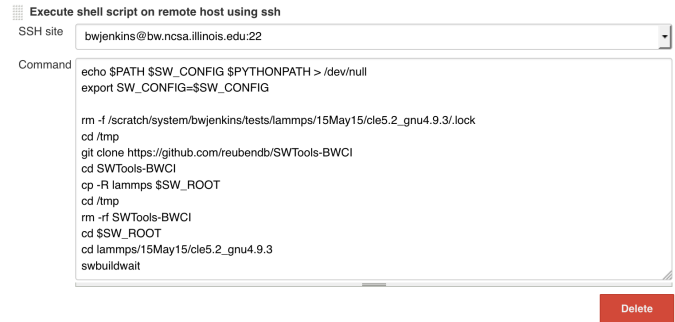 Execute shell script on remote host using ssh
SSH site
bwjenkins@bw.ncsa.illinois.edu:22
Command
echo $PATH $SW_CONFIG $PYTHONPATH > /dev/null
export SW_CONFIG=$SW_CONFIG
rm -f /scratch/system/bwjenkins/tests/lammps/15May15/cle5.2_gnu4.9.3/.lock
cd /tmp
git clone https://github.com/reubendb/SWTools-BWCI
cd SWTools-BWCI
cp -R lammps $SW_ROOT
cd /tmp
rm -rf SWTools-BWCI
cd $SW_ROOT
cd lammps/15May15/cle5.2_gnu4.9.3
swbuildwait
Delete